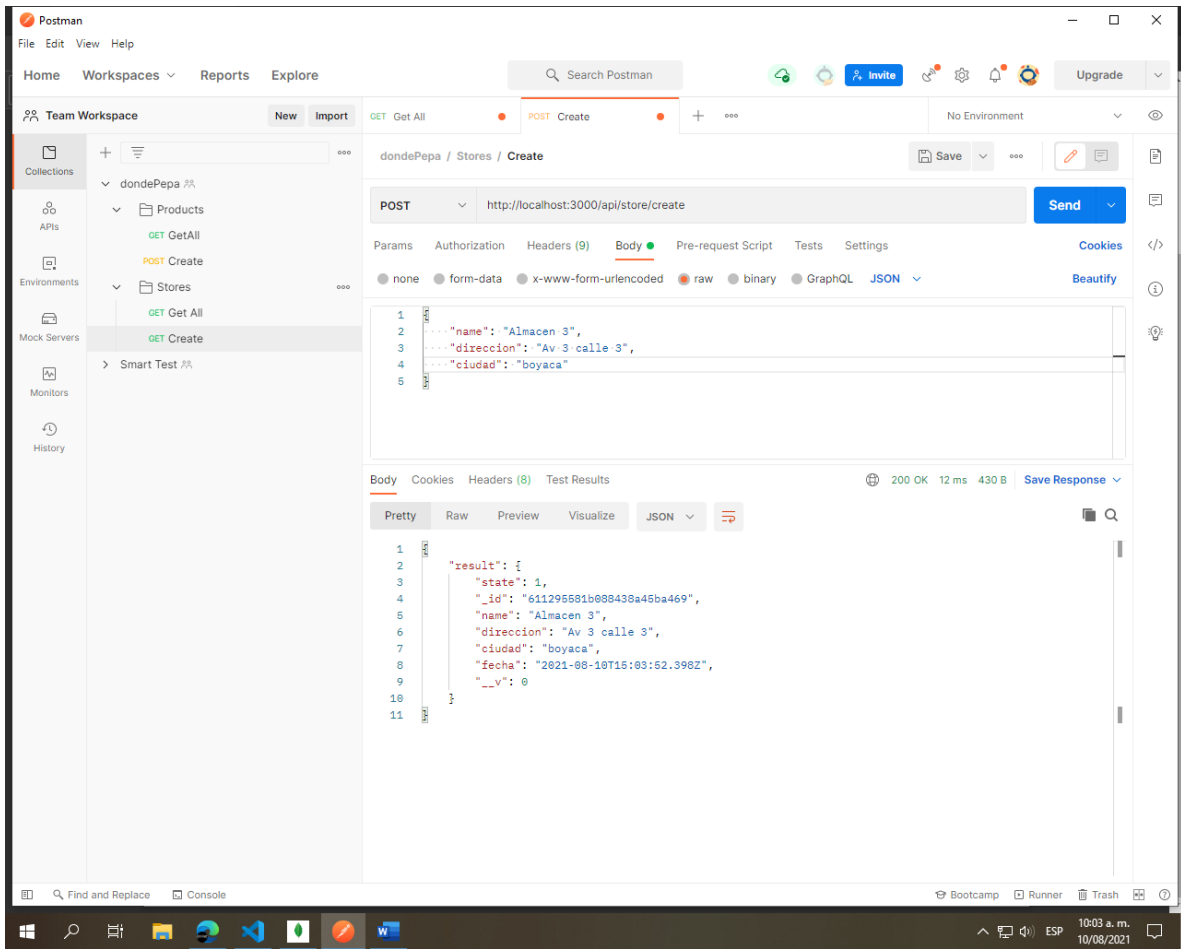 Postman
File Edit View Help
Home Workspaces Reports Explore Search Postman Invite Upgrade
Team Workspace New Import GET Get All POST Create + ooo No Environment
Collections
APIs
Environments
Mock Servers
Monitors
History
dondePepa
Products
GET GetAll
POST Create
Stores ooo
GET Get All
GET Create
Smart Test
dondePepa / Stores / Create Save ooo
POST http://localhost:3000/api/store/create Send
Params Authorization Headers (9) Body Pre-request Script Tests Settings Cookies
none form-data x-www-form-urlencoded raw binary GraphQL JSON Beautify
1 {
2 "name": "Almacen 3",
3 "direccion": "Av 3 calle 3",
4 "ciudad": "boyaca"
5 }
Body Cookies Headers (8) Test Results 200 OK 12 ms 430 B Save Response
Pretty Raw Preview Visualize JSON
1 {
2 "result": {
3 "state": 1,
4 "_id": "611295581b088438a45ba469",
5 "name": "Almacen 3",
6 "direccion": "Av 3 calle 3",
7 "ciudad": "boyaca",
8 "fecha": "2021-08-10T15:03:52.398Z",
9 "__v": 0
10 }
11 }
Find and Replace Console Bootcamp Runner Trash
ESP 10:03 a. m.
10/08/2021